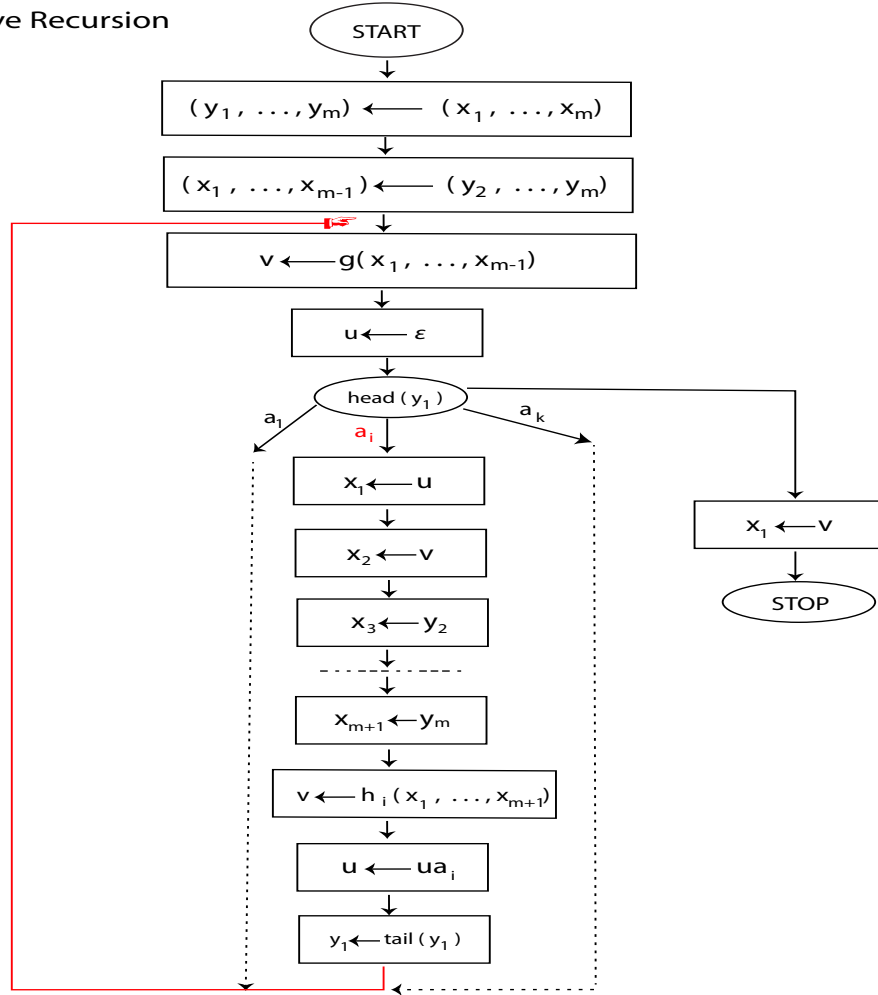 ve Recursion
START
(y₁, ..., yₘ) ← (x₁, ..., xₘ)
(x₁, ..., xₘ₋₁) ← (y₂, ..., yₘ)
v ← g(x₁, ..., xₘ₋₁)
u ← ε
head(y₁)
a₁
aᵢ
aₖ
x₁ ← u
x₂ ← v
x₃ ← y₂
xₘ₊₁ ← yₘ
v ← hᵢ(x₁, ..., xₘ₊₁)
u ← uaᵢ
y₁ ← tail(y₁)
x₁ ← v
STOP